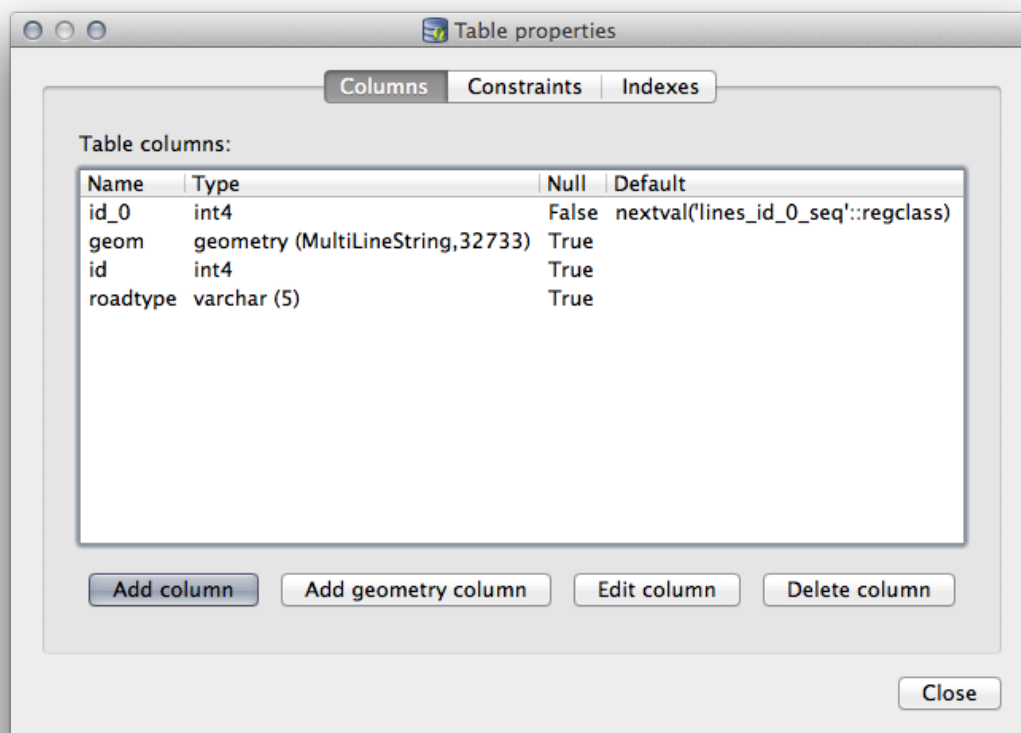 Table properties
Columns Constraints Indexes
Table columns:
Name Type Null Default
id_0 int4 False nextval('lines_id_0_seq'::regclass)
geom geometry (MultiLineString,32733) True
id int4 True
roadtype varchar (5) True
Add column Add geometry column Edit column Delete column
Close